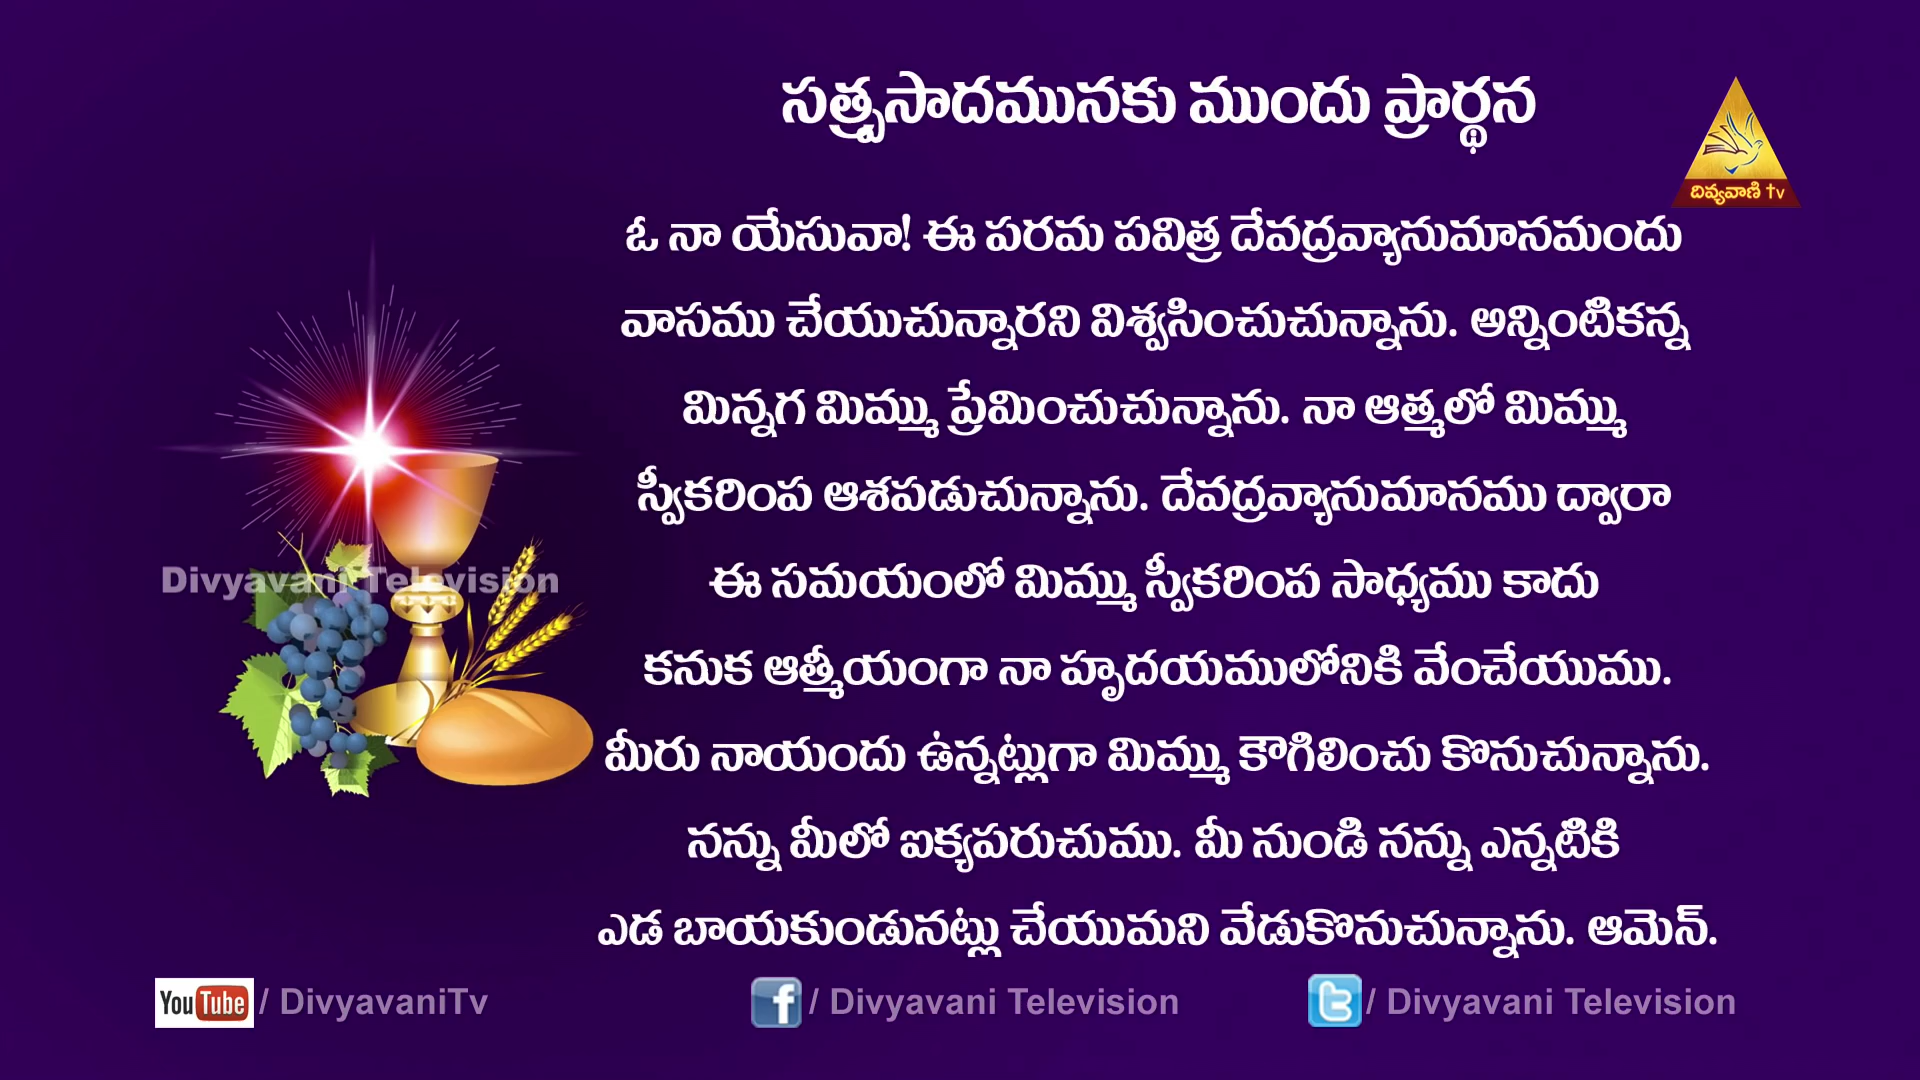 సత్ప్రసాదమునకు ముందు ప్రార్థన
దివ్యవాణి tv
ఓ నా యేసువా! ఈ పరమ పవిత్ర దేవద్రవ్యానుమానమందు
వాసము చేయుచున్నారని విశ్వసించుచున్నాను. అన్నింటికన్న
మిన్నగ మిమ్ము ప్రేమించుచున్నాను. నా ఆత్మలో మిమ్ము
స్వీకరింప ఆశపడుచున్నాను. దేవద్రవ్యానుమానము ద్వారా
ఈ సమయంలో మిమ్ము స్వీకరింప సాధ్యము కాదు
కనుక ఆత్మీయంగా నా హృదయములోనికి వేంచేయుము.
మీరు నాయందు ఉన్నట్లుగా మిమ్ము కౌగిలించు కొనుచున్నాను.
నన్ను మీలో ఐక్యపరుచుము. మీ నుండి నన్ను ఎన్నటికి
ఎడ బాయకుండునట్లు చేయుమని వేడుకొనుచున్నాను. ఆమెన్.
Divyavani Television
YouTube / DivyavaniTv
f / Divyavani Television
t / Divyavani Television